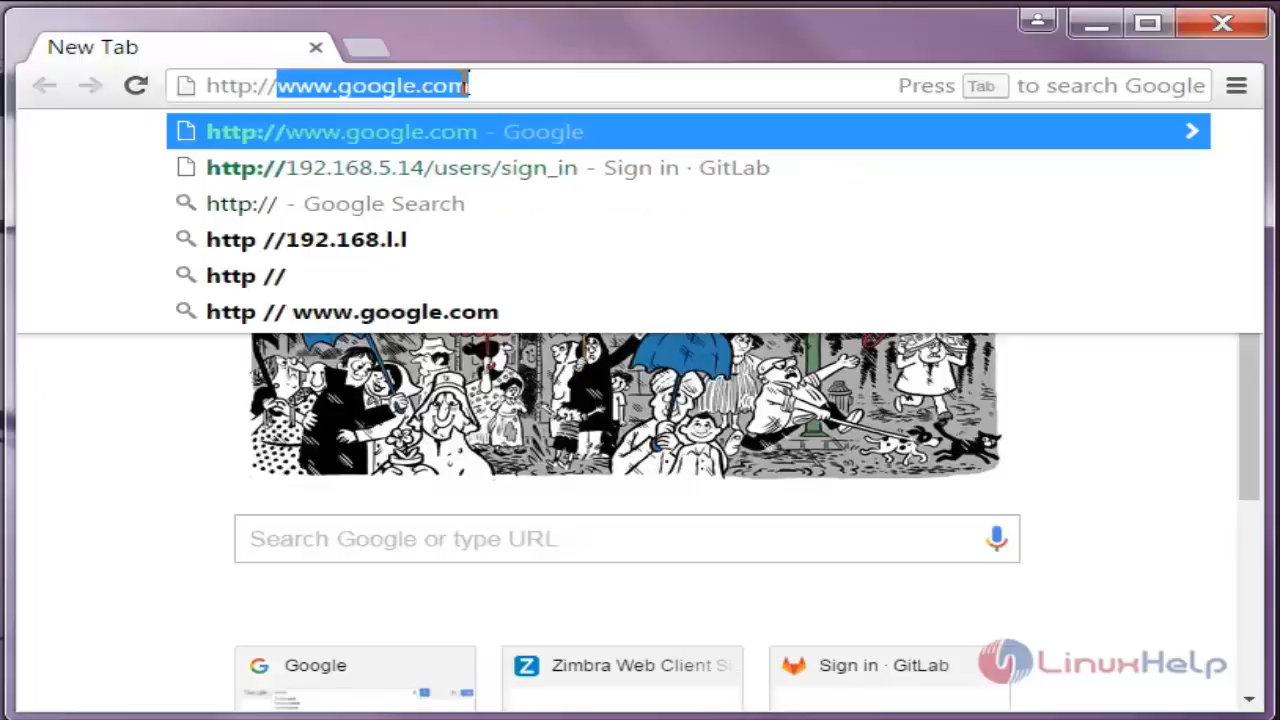 New Tab
http://www.google.com Press Tab to search Google
http://www.google.com - Google
http://192.168.5.14/users/sign_in - Sign in · GitLab
http:// - Google Search
http //192.168.l.l
http //
http // www.google.com
Search Google or type URL
Google
Zimbra Web Client Si
Sign in · GitLab
LinuxHelp